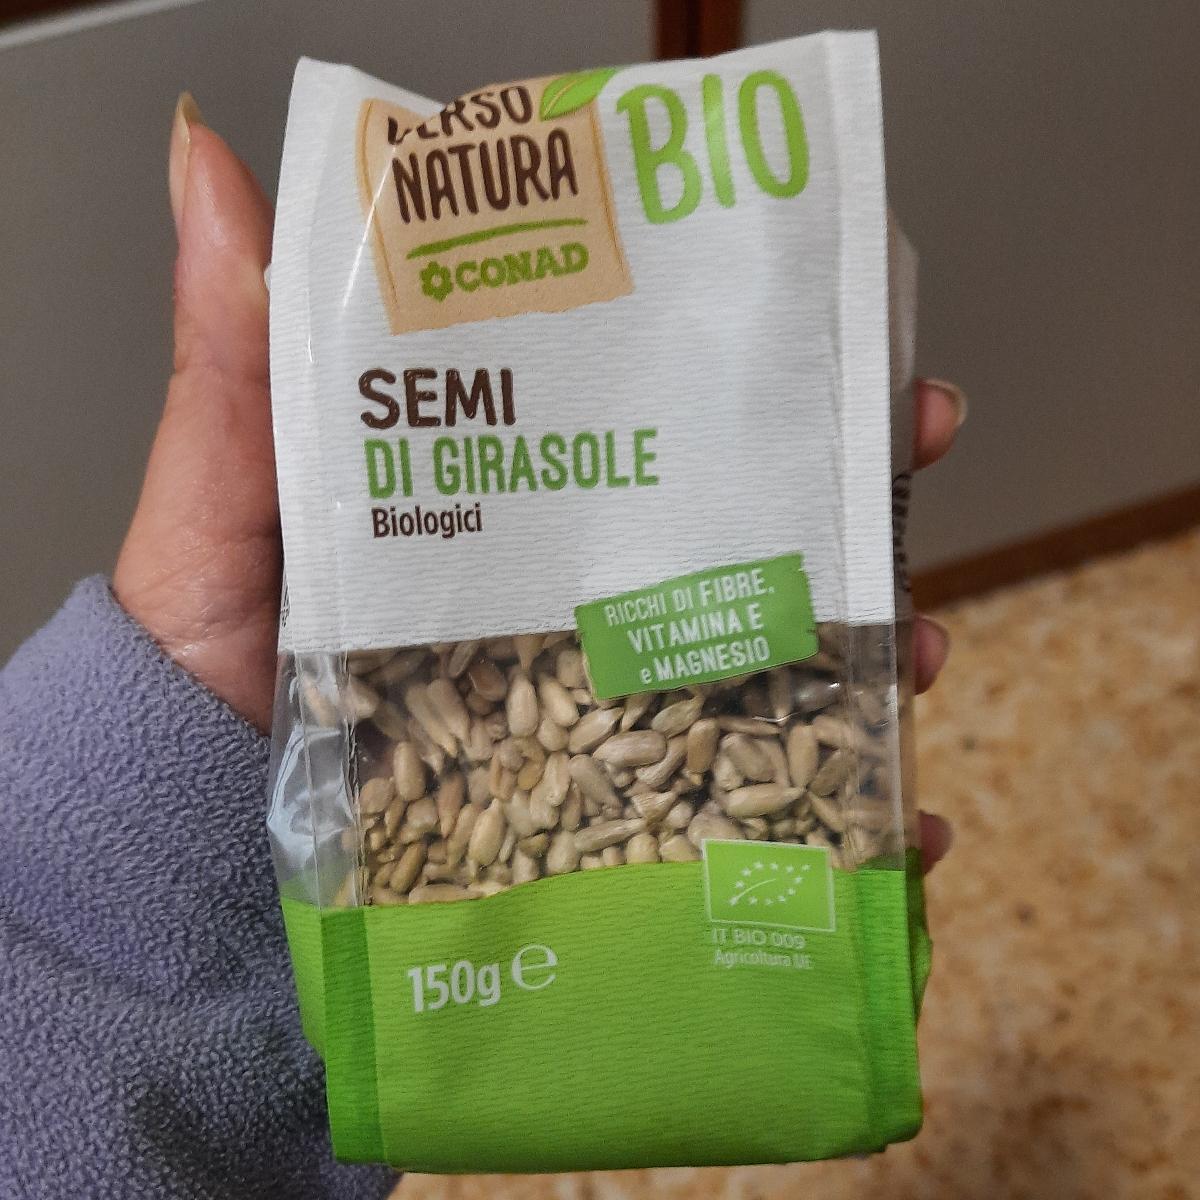 VERSO
NATURA
CONAD
BIO
SEMI
DI GIRASOLE
Biologici
RICCHI DI FIBRE,
VITAMINA E
e MAGNESIO
150g e
IT BIO 009
Agricoltura UE